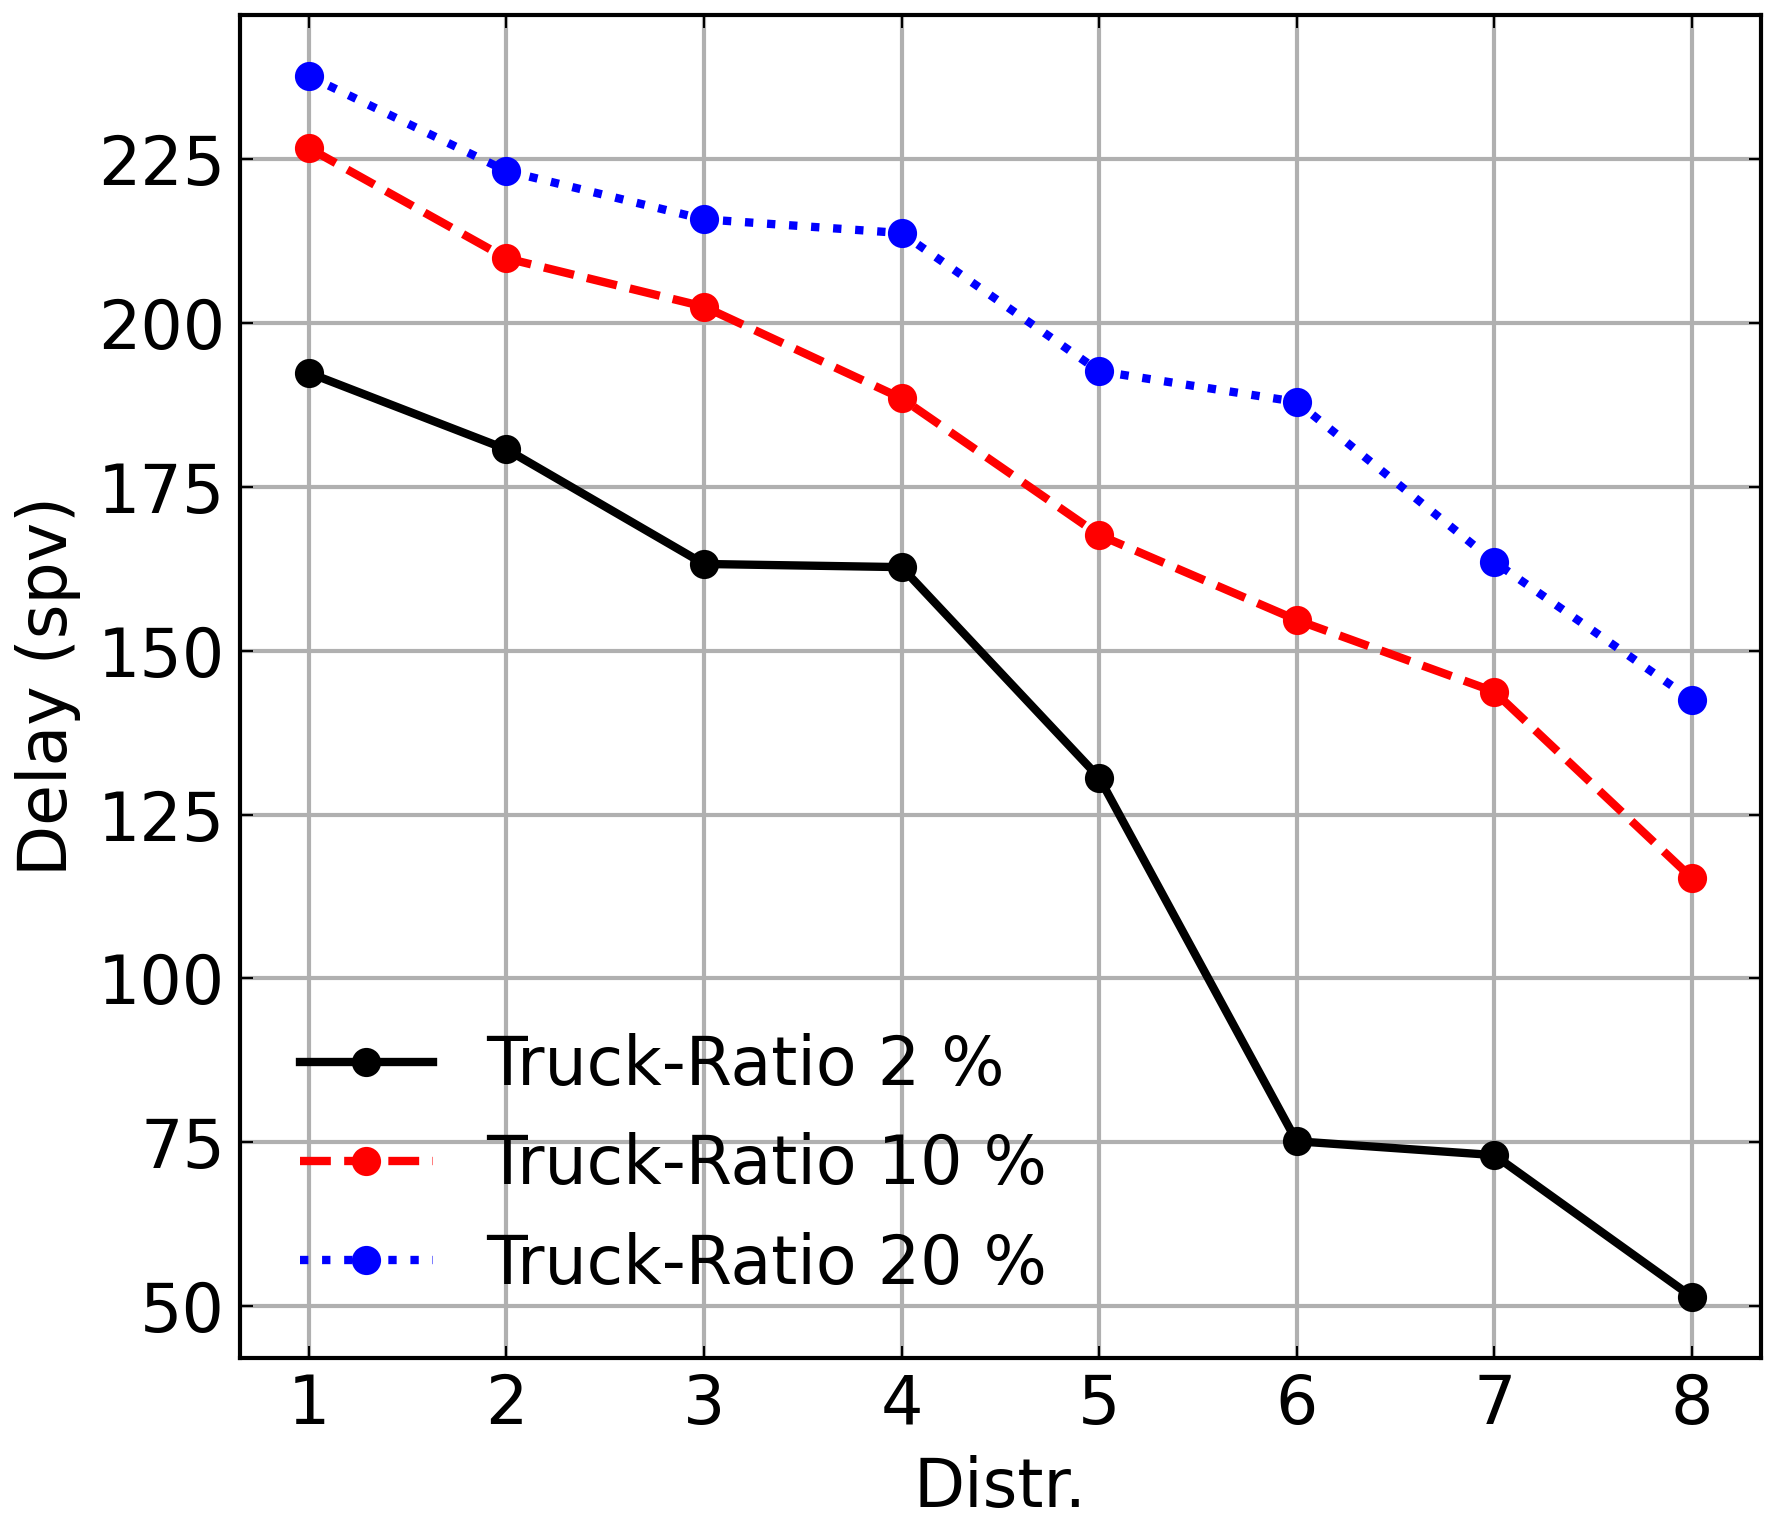 225
200
175
150
125
100
75
50
Delay (spv)
Truck-Ratio 2 %
Truck-Ratio 10 %
Truck-Ratio 20 %
1 2 3 4 5 6 7 8
Distr.